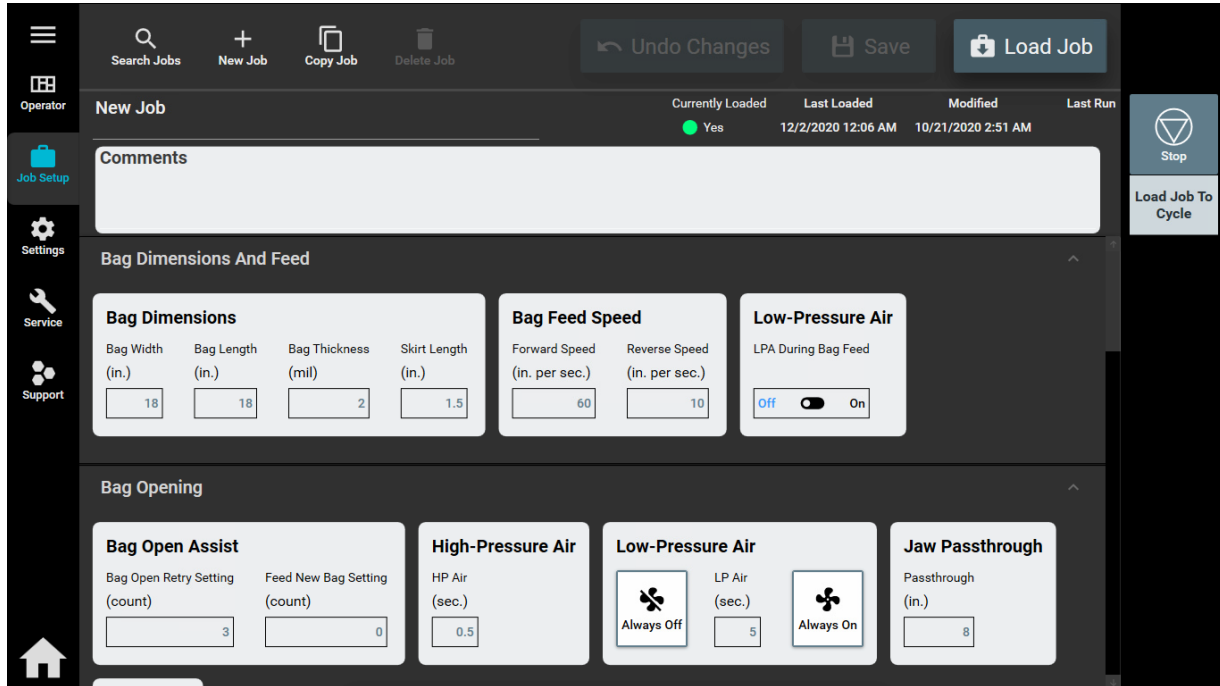 Search Jobs
New Job
Copy Job
Delete Job
Undo Changes
Save
Load Job
Operator
Job Setup
Settings
Service
Support
New Job
Currently Loaded
Yes
Last Loaded
12/2/2020 12:06 AM
Modified
10/21/2020 2:51 AM
Last Run
Stop
Load Job To
Cycle
Comments
Bag Dimensions And Feed
Bag Dimensions
Bag Width
(in.)
18
Bag Length
(in.)
18
Bag Thickness
(mil)
2
Skirt Length
(in.)
1.5
Bag Feed Speed
Forward Speed
(in. per sec.)
60
Reverse Speed
(in. per sec.)
10
Low-Pressure Air
LPA During Bag Feed
Off On
Bag Opening
Bag Open Assist
Bag Open Retry Setting
(count)
3
Feed New Bag Setting
(count)
0
High-Pressure Air
HP Air
(sec.)
0.5
Low-Pressure Air
Always Off
LP Air
(sec.)
5
Always On
Jaw Passthrough
Passthrough
(in.)
8